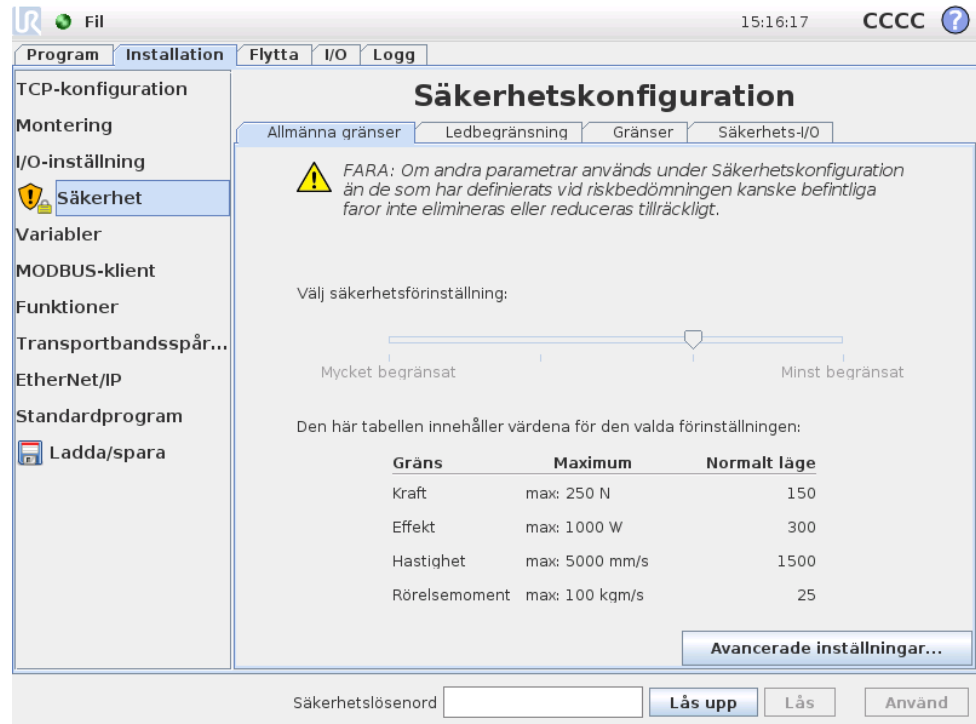 UR Fil 15:16:17 CCCC ?
Program Installation Flytta I/O Logg
TCP-konfiguration
Montering
I/O-inställning
Säkerhet
Variabler
MODBUS-klient
Funktioner
Transportbandsspår...
EtherNet/IP
Standardprogram
Ladda/spara
Säkerhetskonfiguration
Allmänna gränser Ledbegränsning Gränser Säkerhets-I/O
FARA: Om andra parametrar används under Säkerhetskonfiguration
än de som har definierats vid riskbedömningen kanske befintliga
faror inte elimineras eller reduceras tillräckligt.
Välj säkerhetsförinställning:
Mycket begränsat Minst begränsat
Den här tabellen innehåller värdena för den valda förinställningen:
Gräns Maximum Normalt läge
Kraft max: 250 N 150
Effekt max: 1000 W 300
Hastighet max: 5000 mm/s 1500
Rörelsemoment max: 100 kgm/s 25
Avancerade inställningar...
Säkerhetslösenord Lås upp Lås Använd